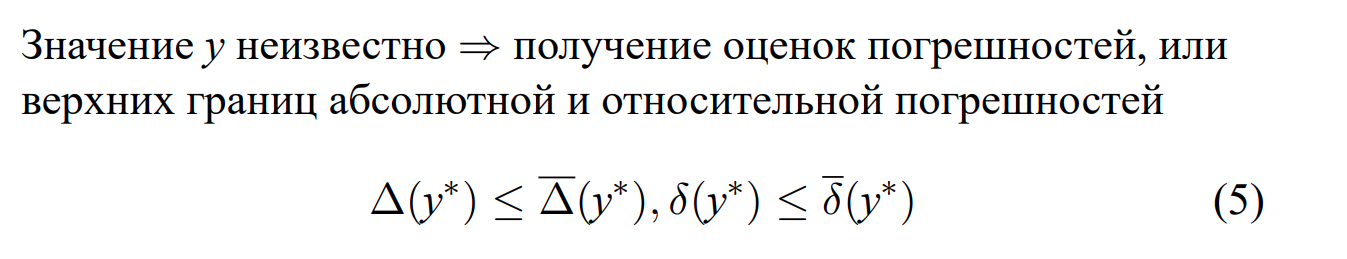 Значение y неизвестно ⇒ получение оценок погрешностей, или
верхних границ абсолютной и относительной погрешностей
Δ(y*) ≤ Δ̅(y*), δ(y*) ≤ δ̅(y*) (5)